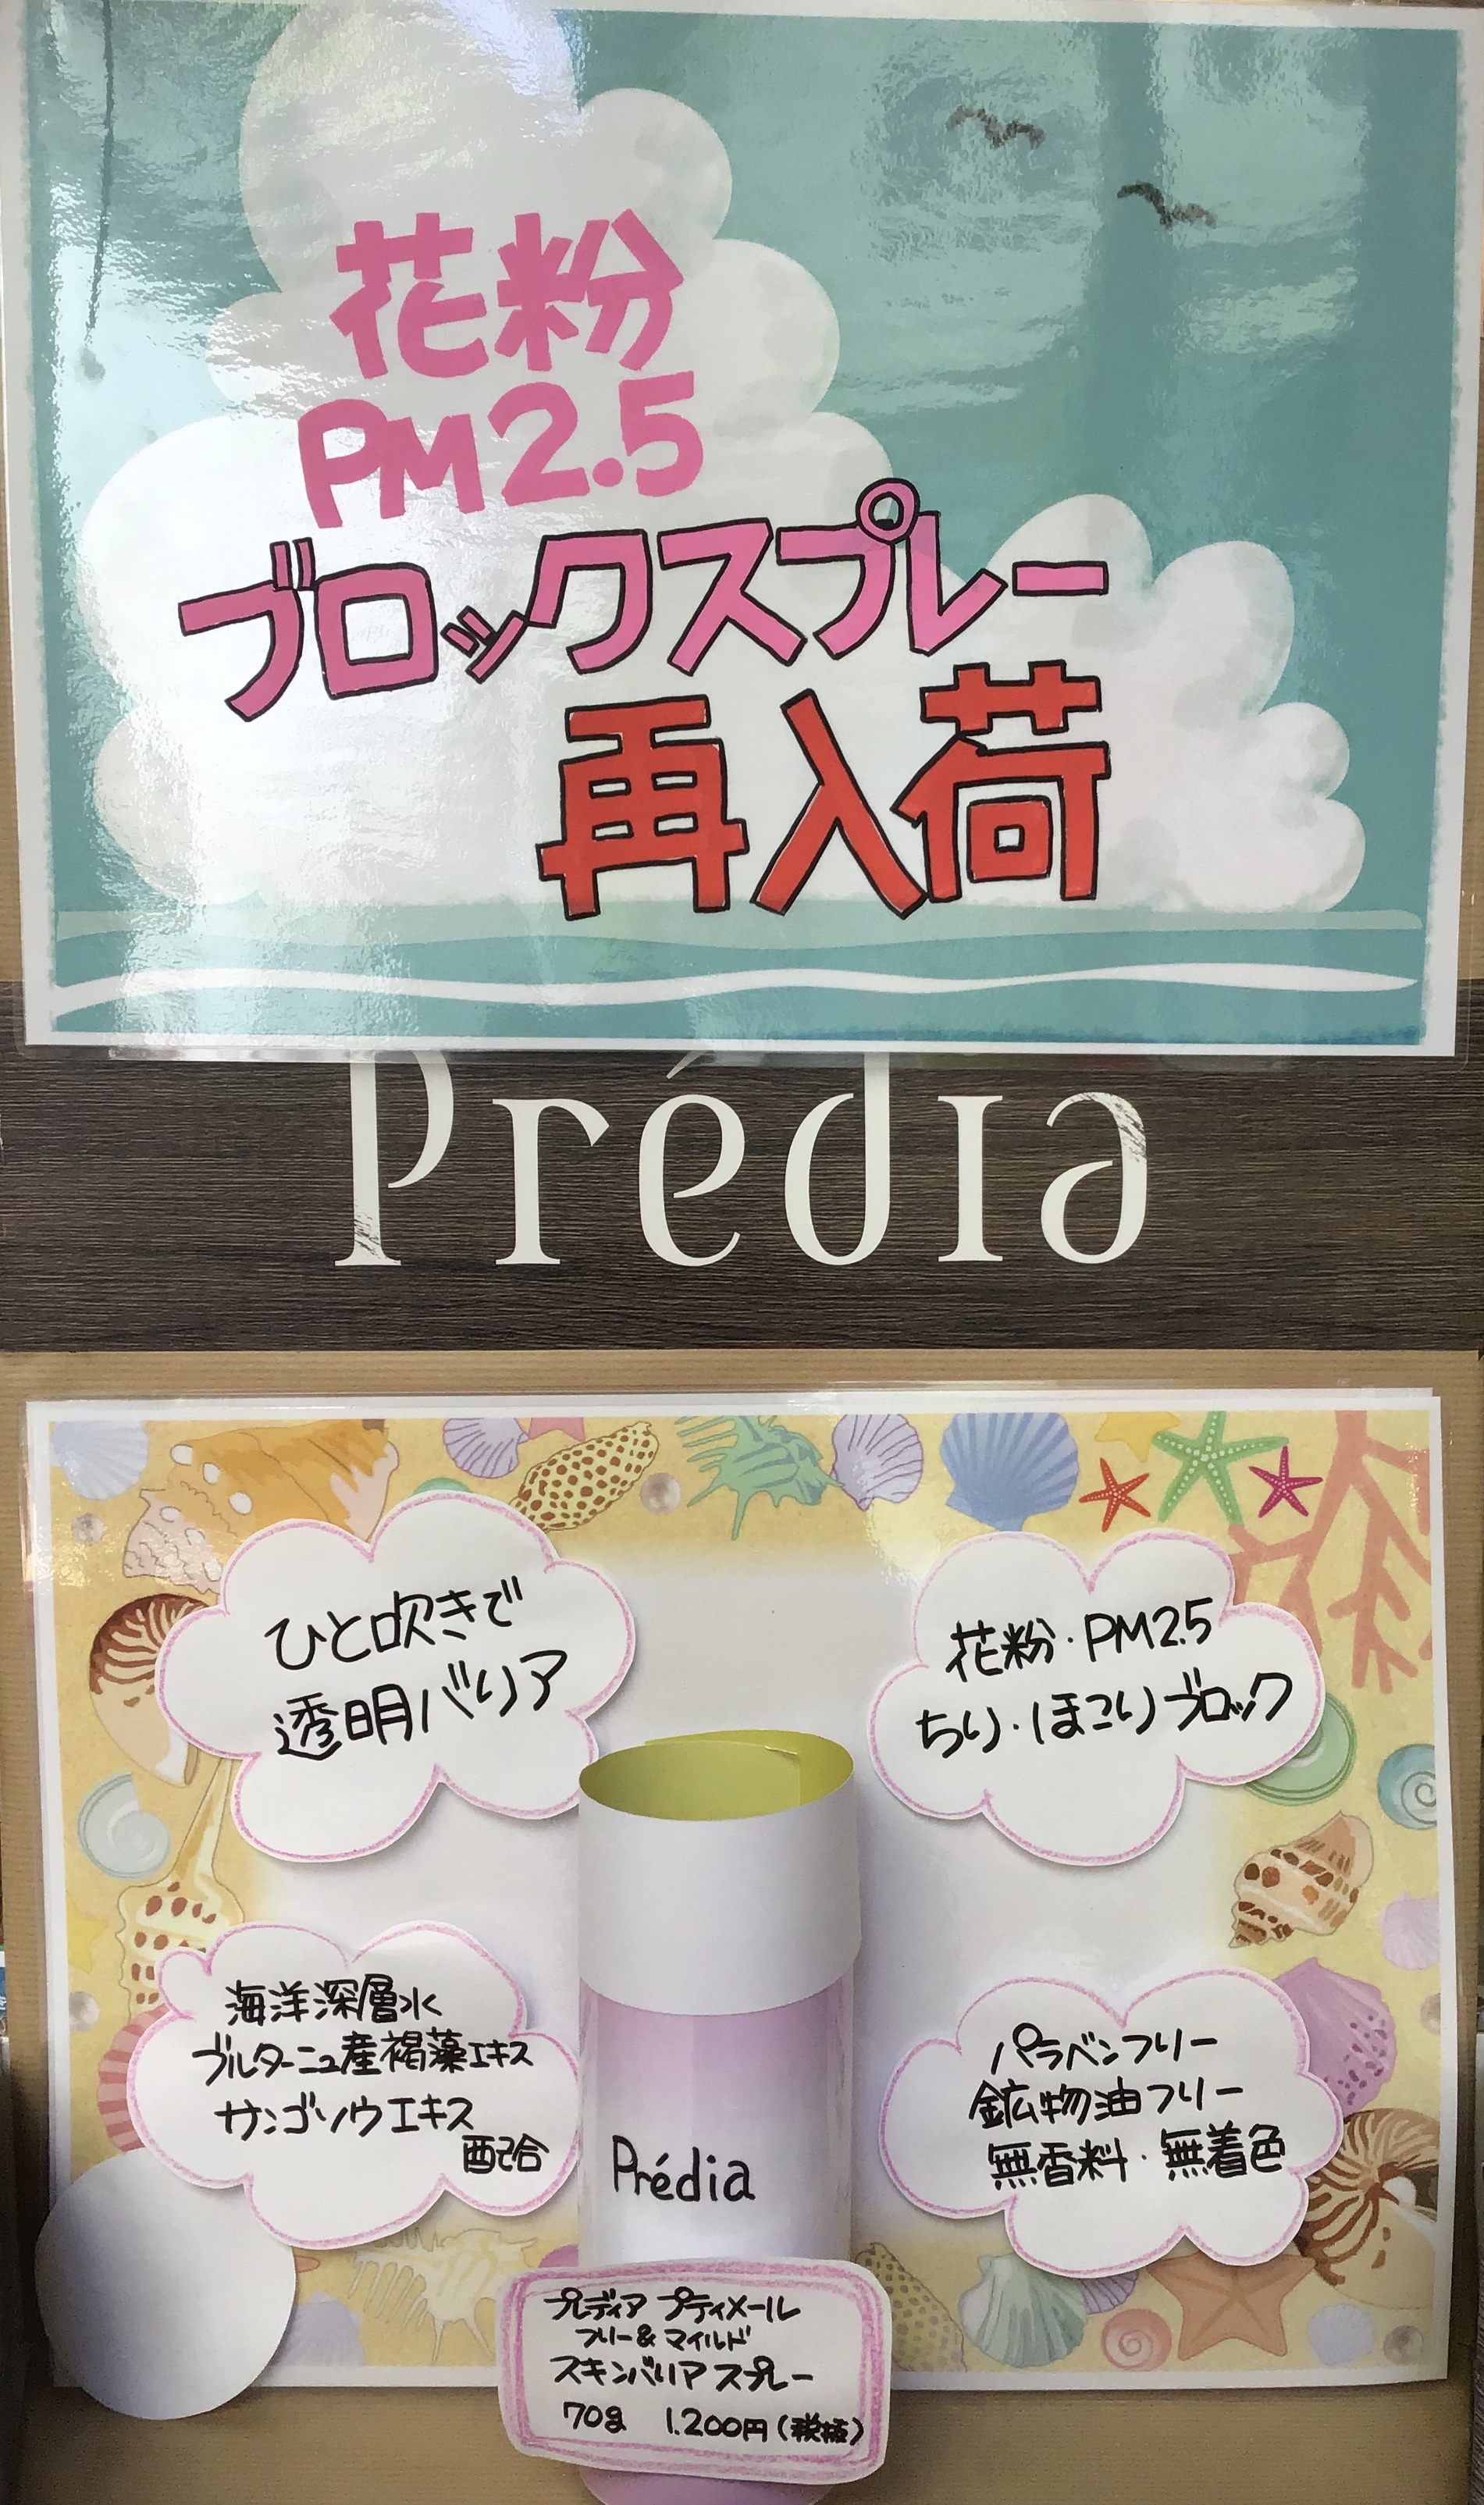 花粉
PM2.5
ブロックスプレー
再入荷
Prédia
ひと吹きで
透明バリア
花粉・PM2.5
ちり・ほこりブロック
海洋深層水
ブルターニュ産褐藻エキス
サンゴソウエキス
配合
パラベンフリー
鉱物油フリー
無香料・無着色
Prédia
プレディア プティメール
フリー&マイルド
スキンバリアスプレー
70g 1.200円(税抜)